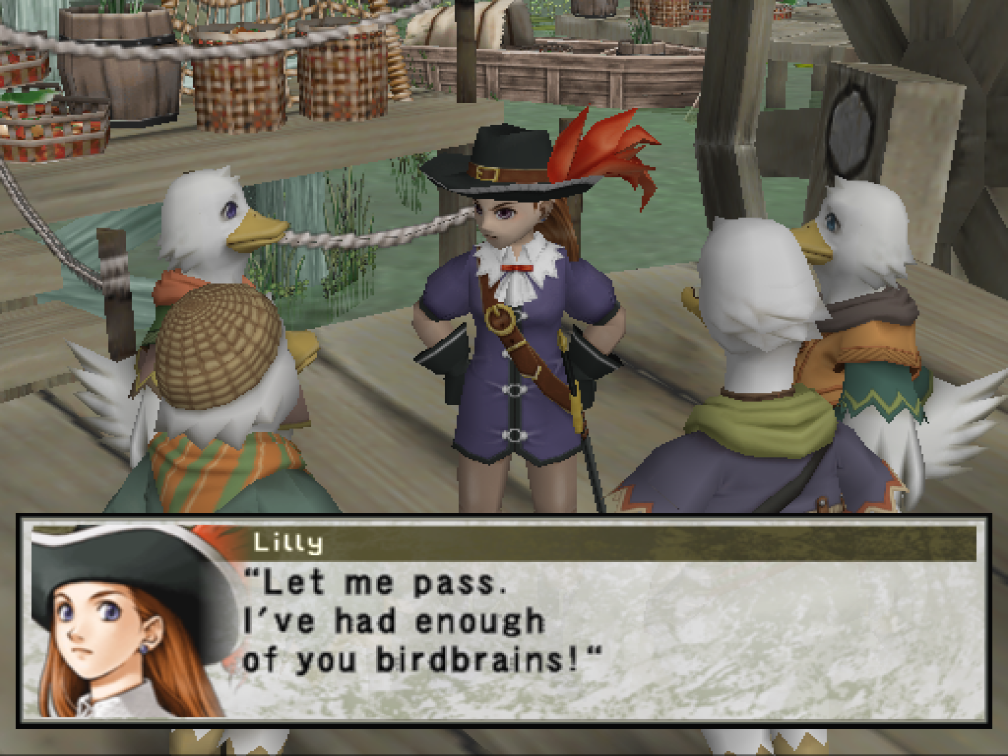 Lilly
“Let me pass.
I've had enough
of you birdbrains!“